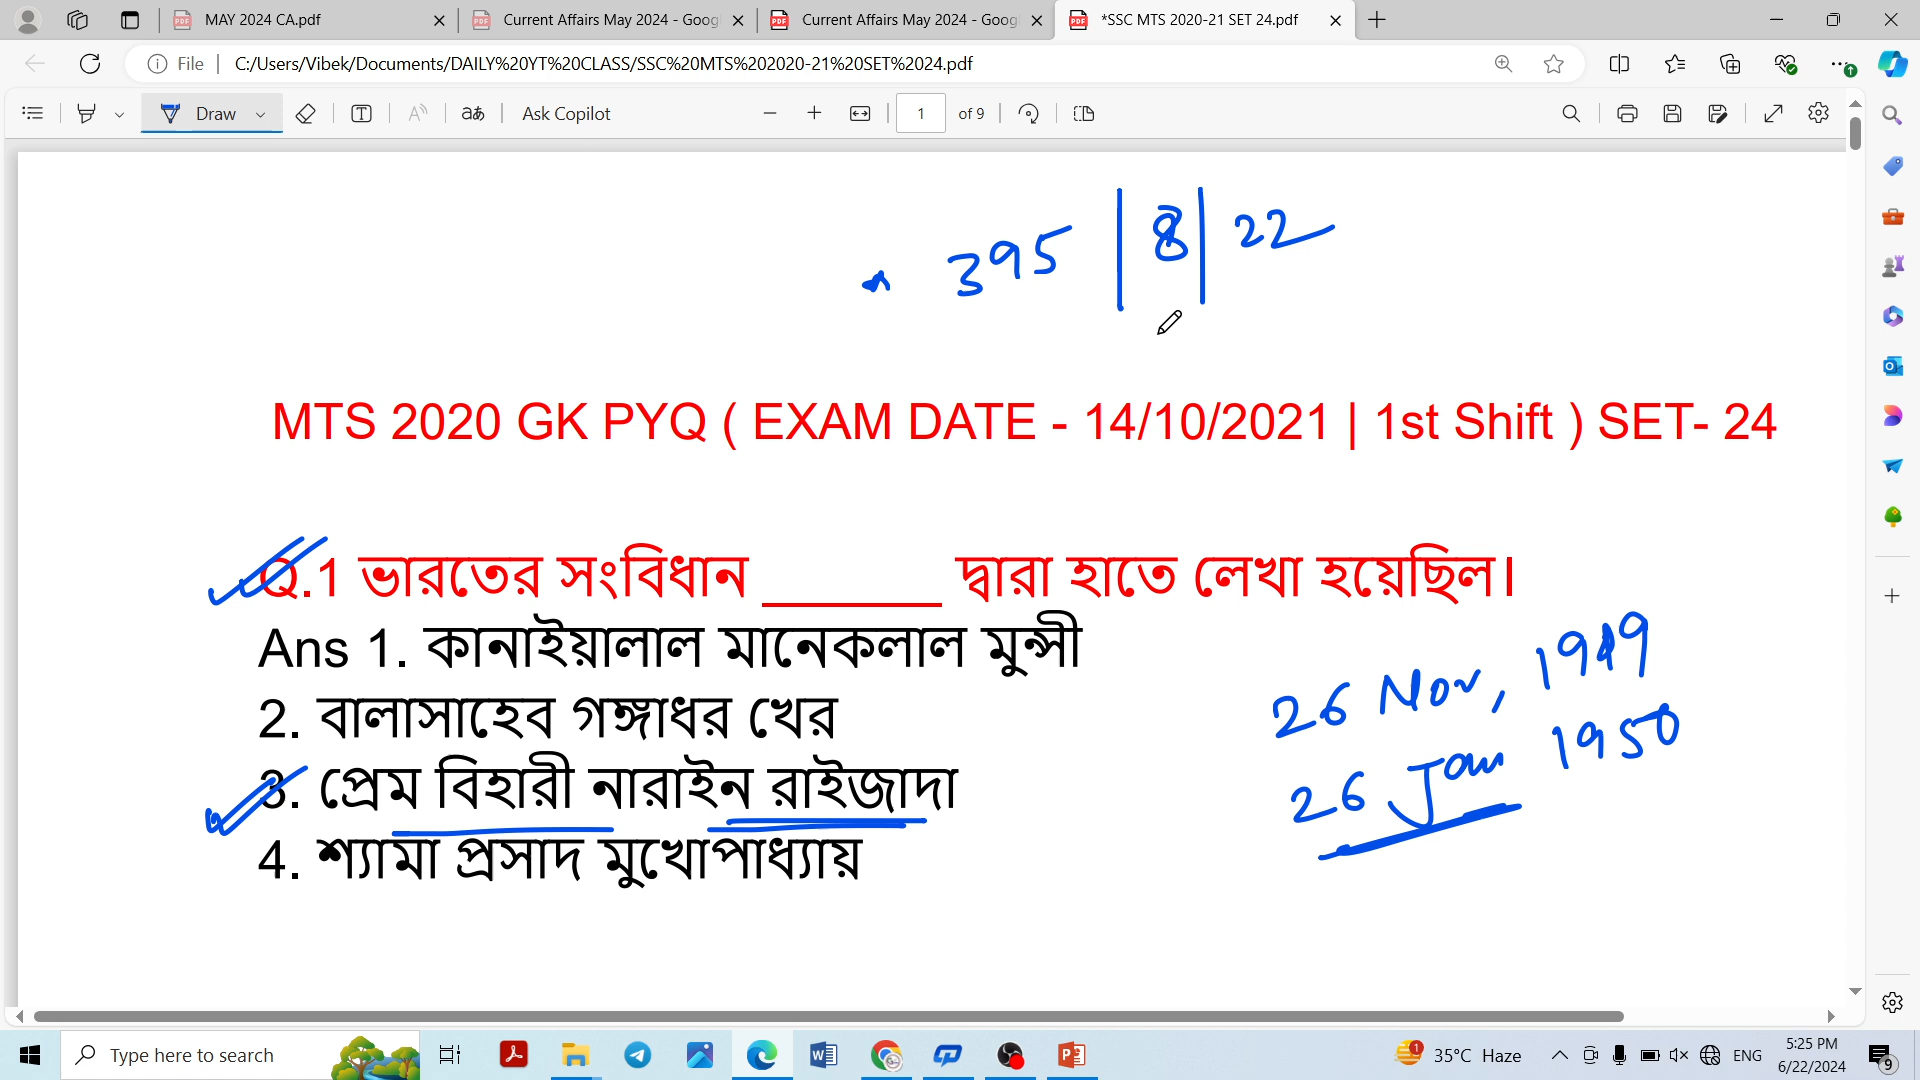 MAY 2024 CA.pdf
Current Affairs May 2024 - Goog
Current Affairs May 2024 - Goog
*SSC MTS 2020-21 SET 24.pdf
File
C:/Users/Vibek/Documents/DAILY%20YT%20CLASS/SSC%20MTS%202020-21%20SET%2024.pdf
Draw
Ask Copilot
1 of 9
395 | 8 | 22
MTS 2020 GK PYQ ( EXAM DATE - 14/10/2021 | 1st Shift ) SET- 24
Q.1 ভারতের সংবিধান ______ দ্বারা হাতে লেখা হয়েছিল।
Ans 1. কানাইয়ালাল মানেকলাল মুন্সী
2. বালাসাহেব গঙ্গাধর খের
3. প্রেম বিহারী নারাইন রাইজাদা
4. শ্যামা প্রসাদ মুখোপাধ্যায়
26 Nov, 1949
26 Jan 1950
Type here to search
35°C Haze
ENG
5:25 PM
6/22/2024
9